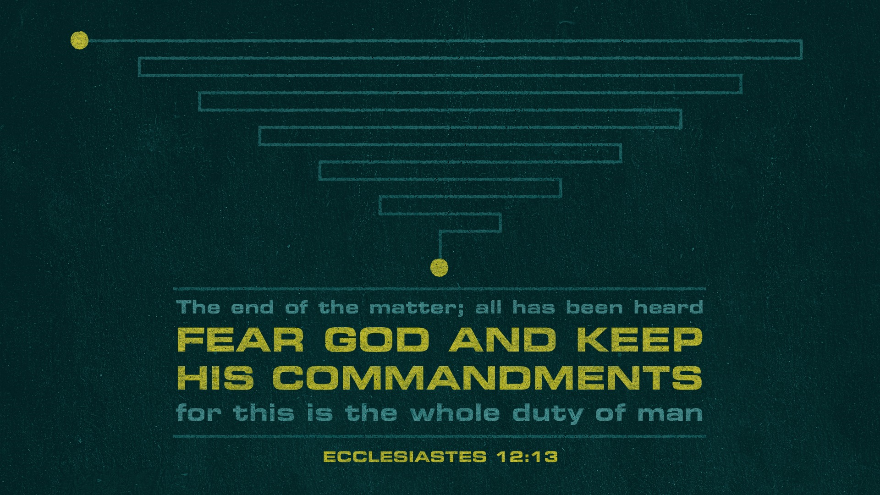 The end of the matter; all has been heard
FEAR GOD AND KEEP
HIS COMMANDMENTS
for this is the whole duty of man
ECCLESIASTES 12:13